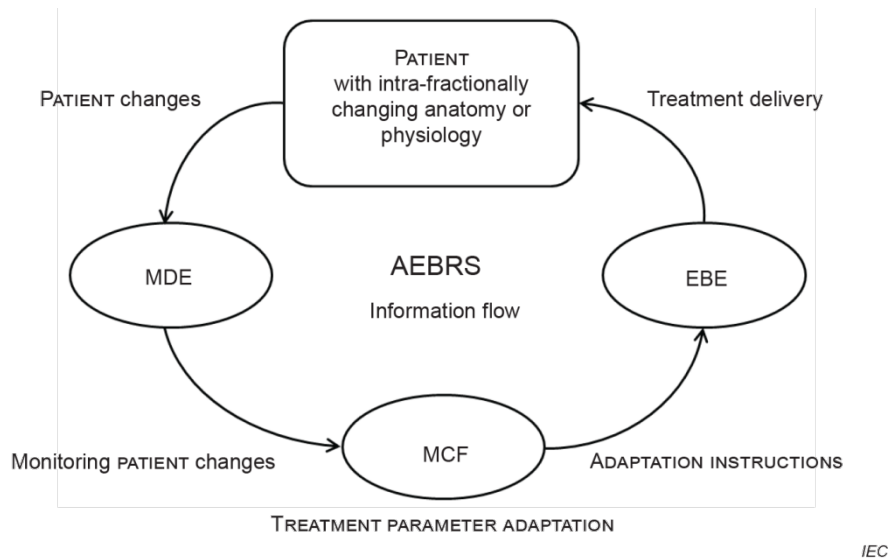 PATIENT
with intra-fractionally
changing anatomy or
physiology
PATIENT changes
Treatment delivery
MDE
AEBRS
Information flow
EBE
Monitoring PATIENT changes
MCF
ADAPTATION INSTRUCTIONS
TREATMENT PARAMETER ADAPTATION
IEC